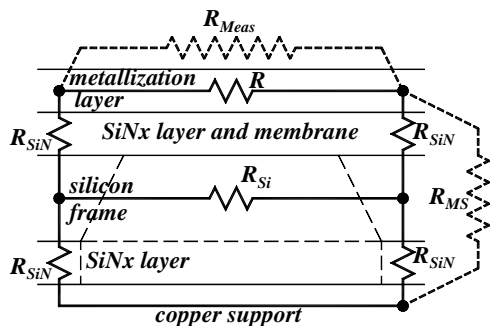 R_Meas
metallization
layer
R
R_SiN
SiNx layer and membrane
R_SiN
R_Si
silicon
frame
R_MS
R_SiN
SiNx layer
R_SiN
copper support